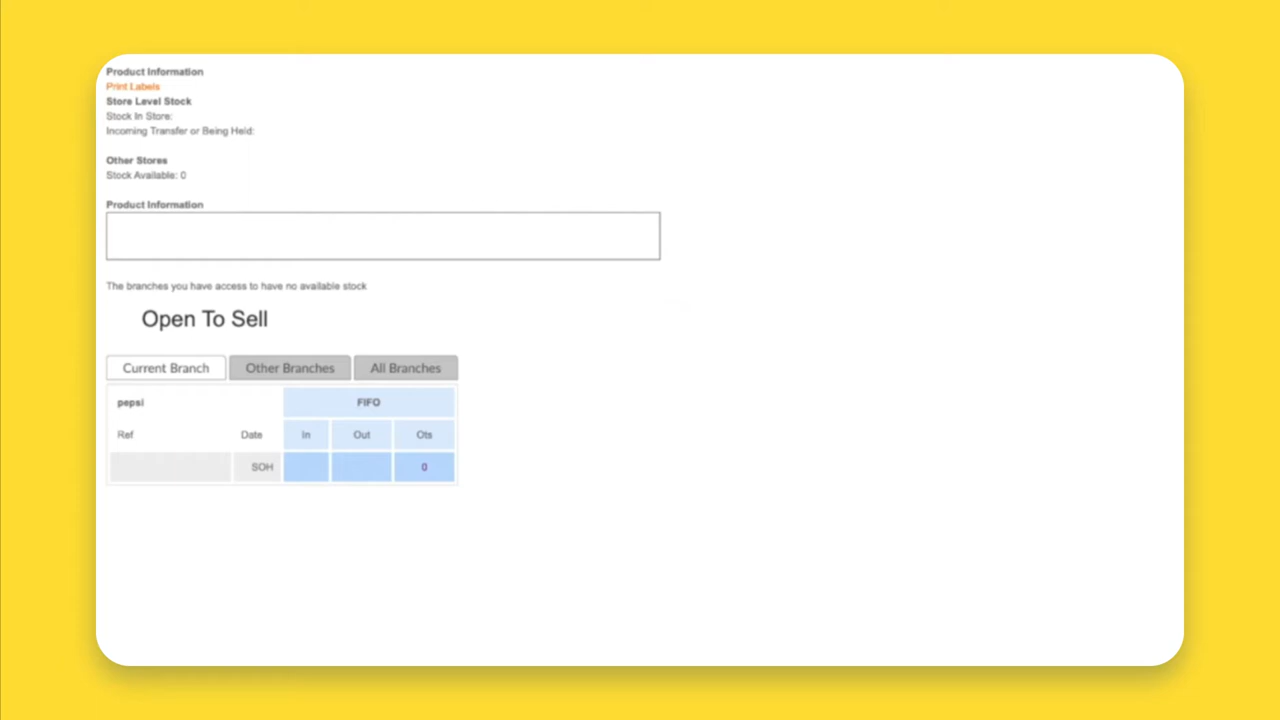 Product Information
Print Labels
Store Level Stock
Stock In Store:
Incoming Transfer or Being Held:
Other Stores
Stock Available: 0
Product Information
The branches you have access to have no available stock
Open To Sell
Current Branch Other Branches All Branches
pepsi FIFO
Ref Date In Out Ots
SOH 0